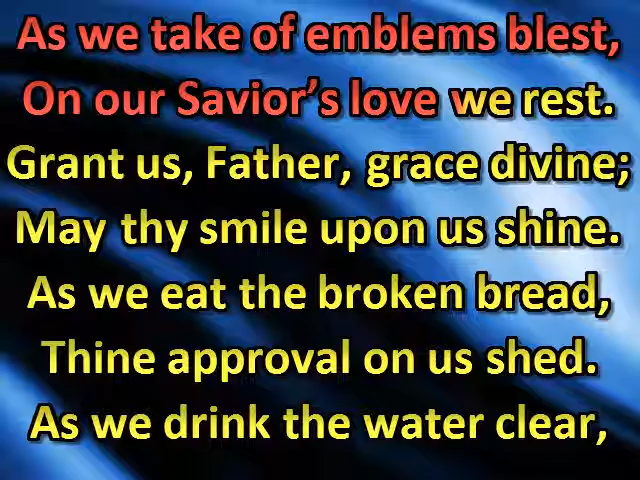 As we take of emblems blest,
On our Savior’s love we rest.
Grant us, Father, grace divine;
May thy smile upon us shine.
As we eat the broken bread,
Thine approval on us shed.
As we drink the water clear,